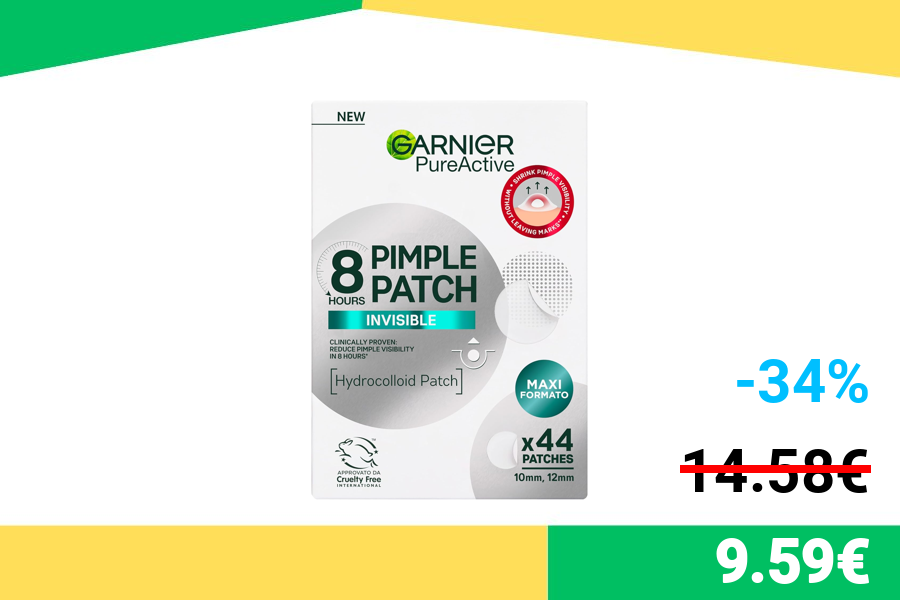 NEW
GARNIER
PureActive
• SHRINK PIMPLE VISIBILITY • WITHOUT LEAVING MARKS**
8
HOURS
PIMPLE
PATCH
INVISIBLE
CLINICALLY PROVEN:
REDUCE PIMPLE VISIBILITY
IN 8 HOURS*
[Hydrocolloid Patch]
MAXI
FORMATO
x44
PATCHES
10mm, 12mm
APPROVATO DA
Cruelty Free
INTERNATIONAL
-34%
14.58€
9.59€